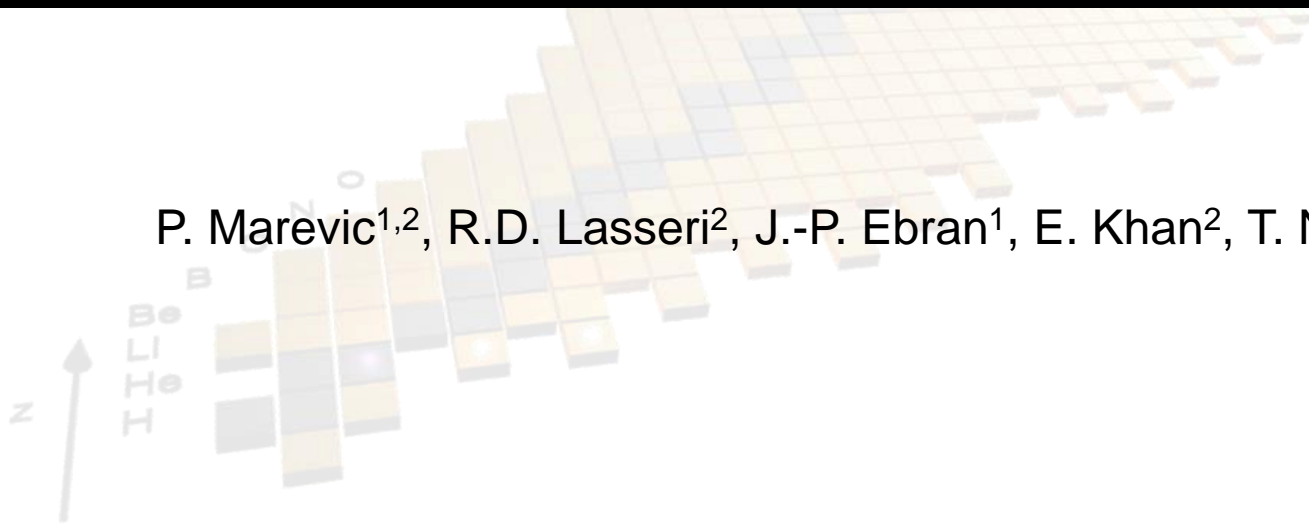 O
N
P. Marevic¹,², R.D. Lasseri², J.-P. Ebran¹, E. Khan², T.
B
Be
Li
He
H
Z